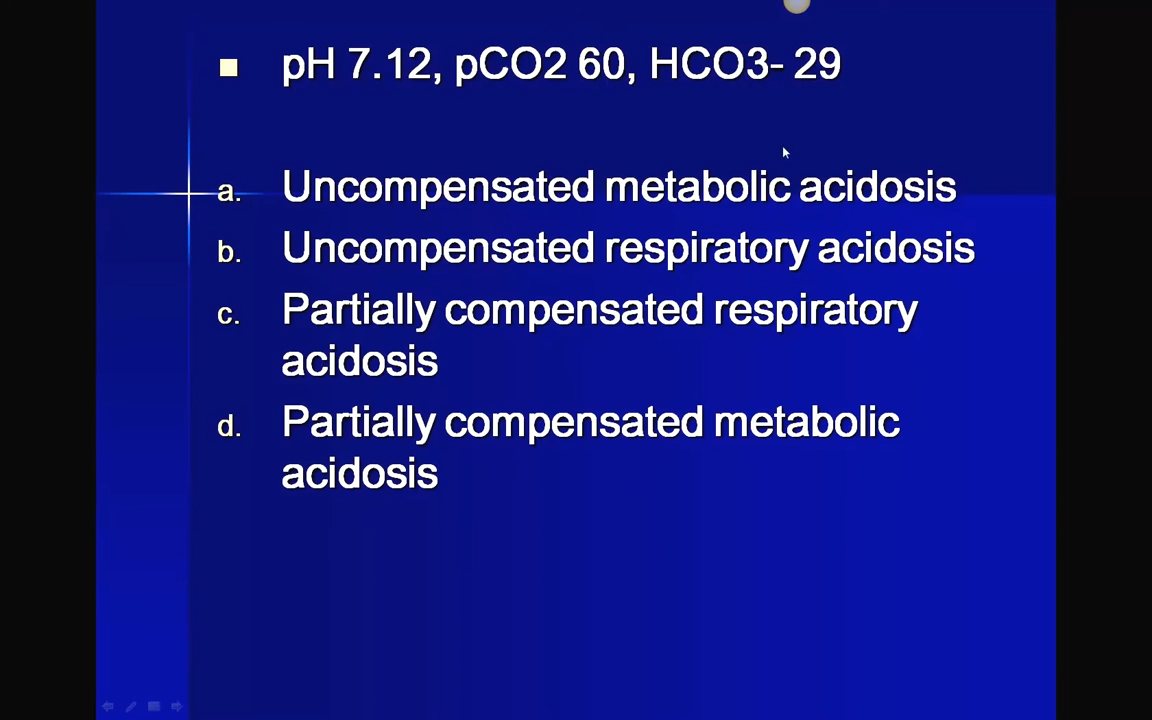 pH 7.12, pCO2 60, HCO3- 29
a. Uncompensated metabolic acidosis
b. Uncompensated respiratory acidosis
c. Partially compensated respiratory
acidosis
d. Partially compensated metabolic
acidosis